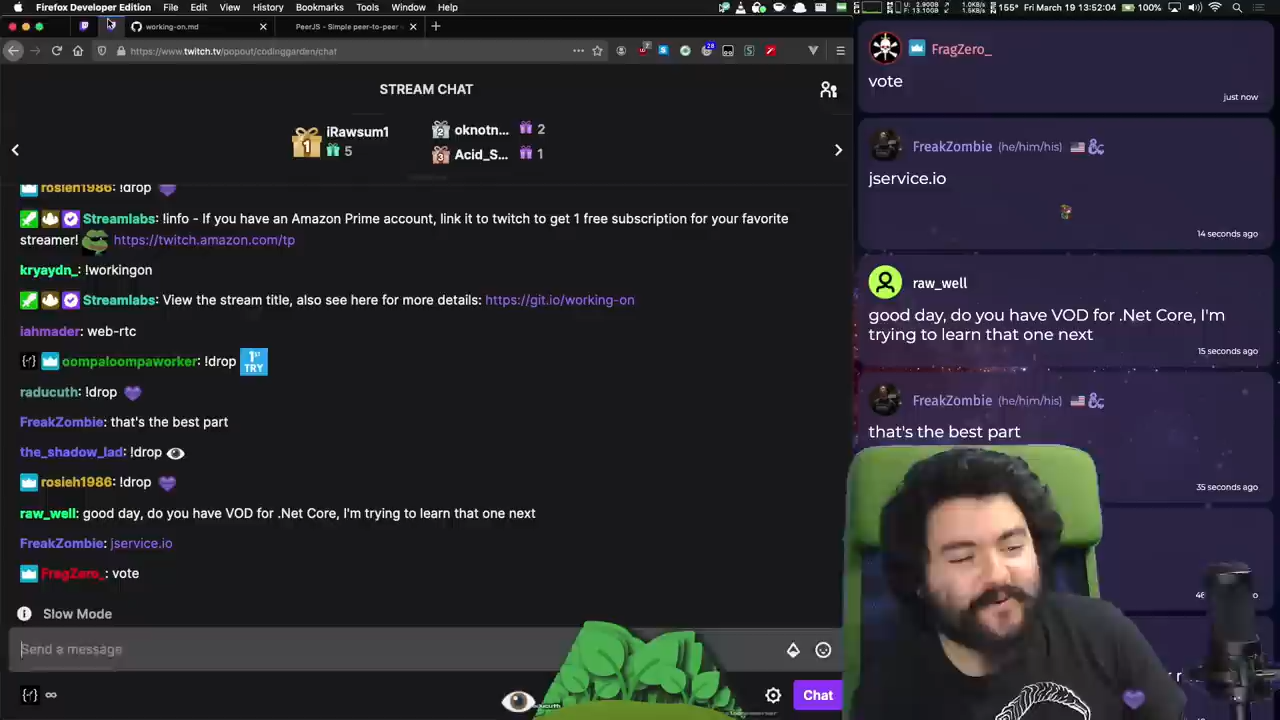 Firefox Developer Edition File Edit View History Bookmarks Tools Window Help
155° Fri March 19 13:52:04 100%
working-on.md
PeerJS - Simple peer-to-peer
https://www.twitch.tv/popout/codinggarden/chat
STREAM CHAT
iRawsum1
5
oknotn... 2
Acid_S... 1
rosieh1986: !drop
Streamlabs: !info - If you have an Amazon Prime account, link it to twitch to get 1 free subscription for your favorite
streamer! https://twitch.amazon.com/tp
kryaydn_: !workingon
Streamlabs: View the stream title, also see here for more details: https://git.io/working-on
iahmader: web-rtc
oompaloompaworker: !drop 1ST TRY
raducuth: !drop
FreakZombie: that's the best part
the_shadow_lad: !drop
rosieh1986: !drop
raw_well: good day, do you have VOD for .Net Core, I'm trying to learn that one next
FreakZombie: jservice.io
FragZero_: vote
Slow Mode
Send a message
Chat
FragZero_
vote
just now
FreakZombie (he/him/his)
jservice.io
14 seconds ago
raw_well
good day, do you have VOD for .Net Core, I'm
trying to learn that one next
15 seconds ago
FreakZombie (he/him/his)
that's the best part
35 seconds ago